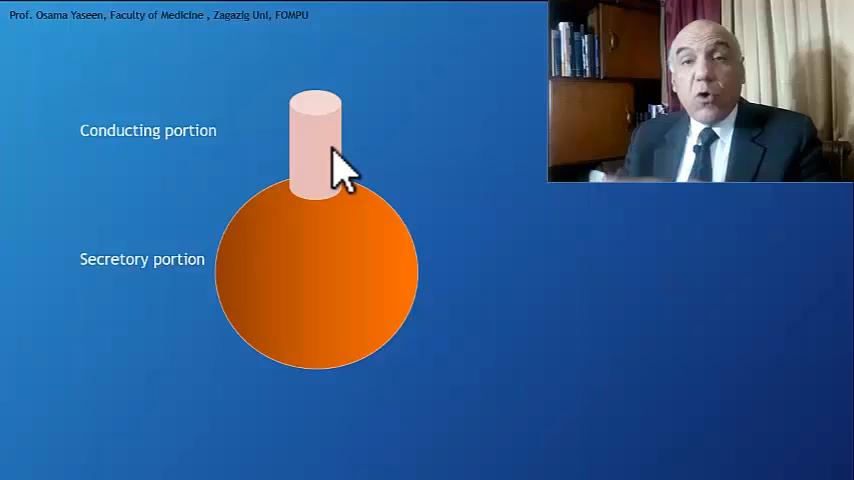 Prof. Osama Yaseen, Faculty of Medicine , Zagazig Uni, FOMPU
Conducting portion
Secretory portion